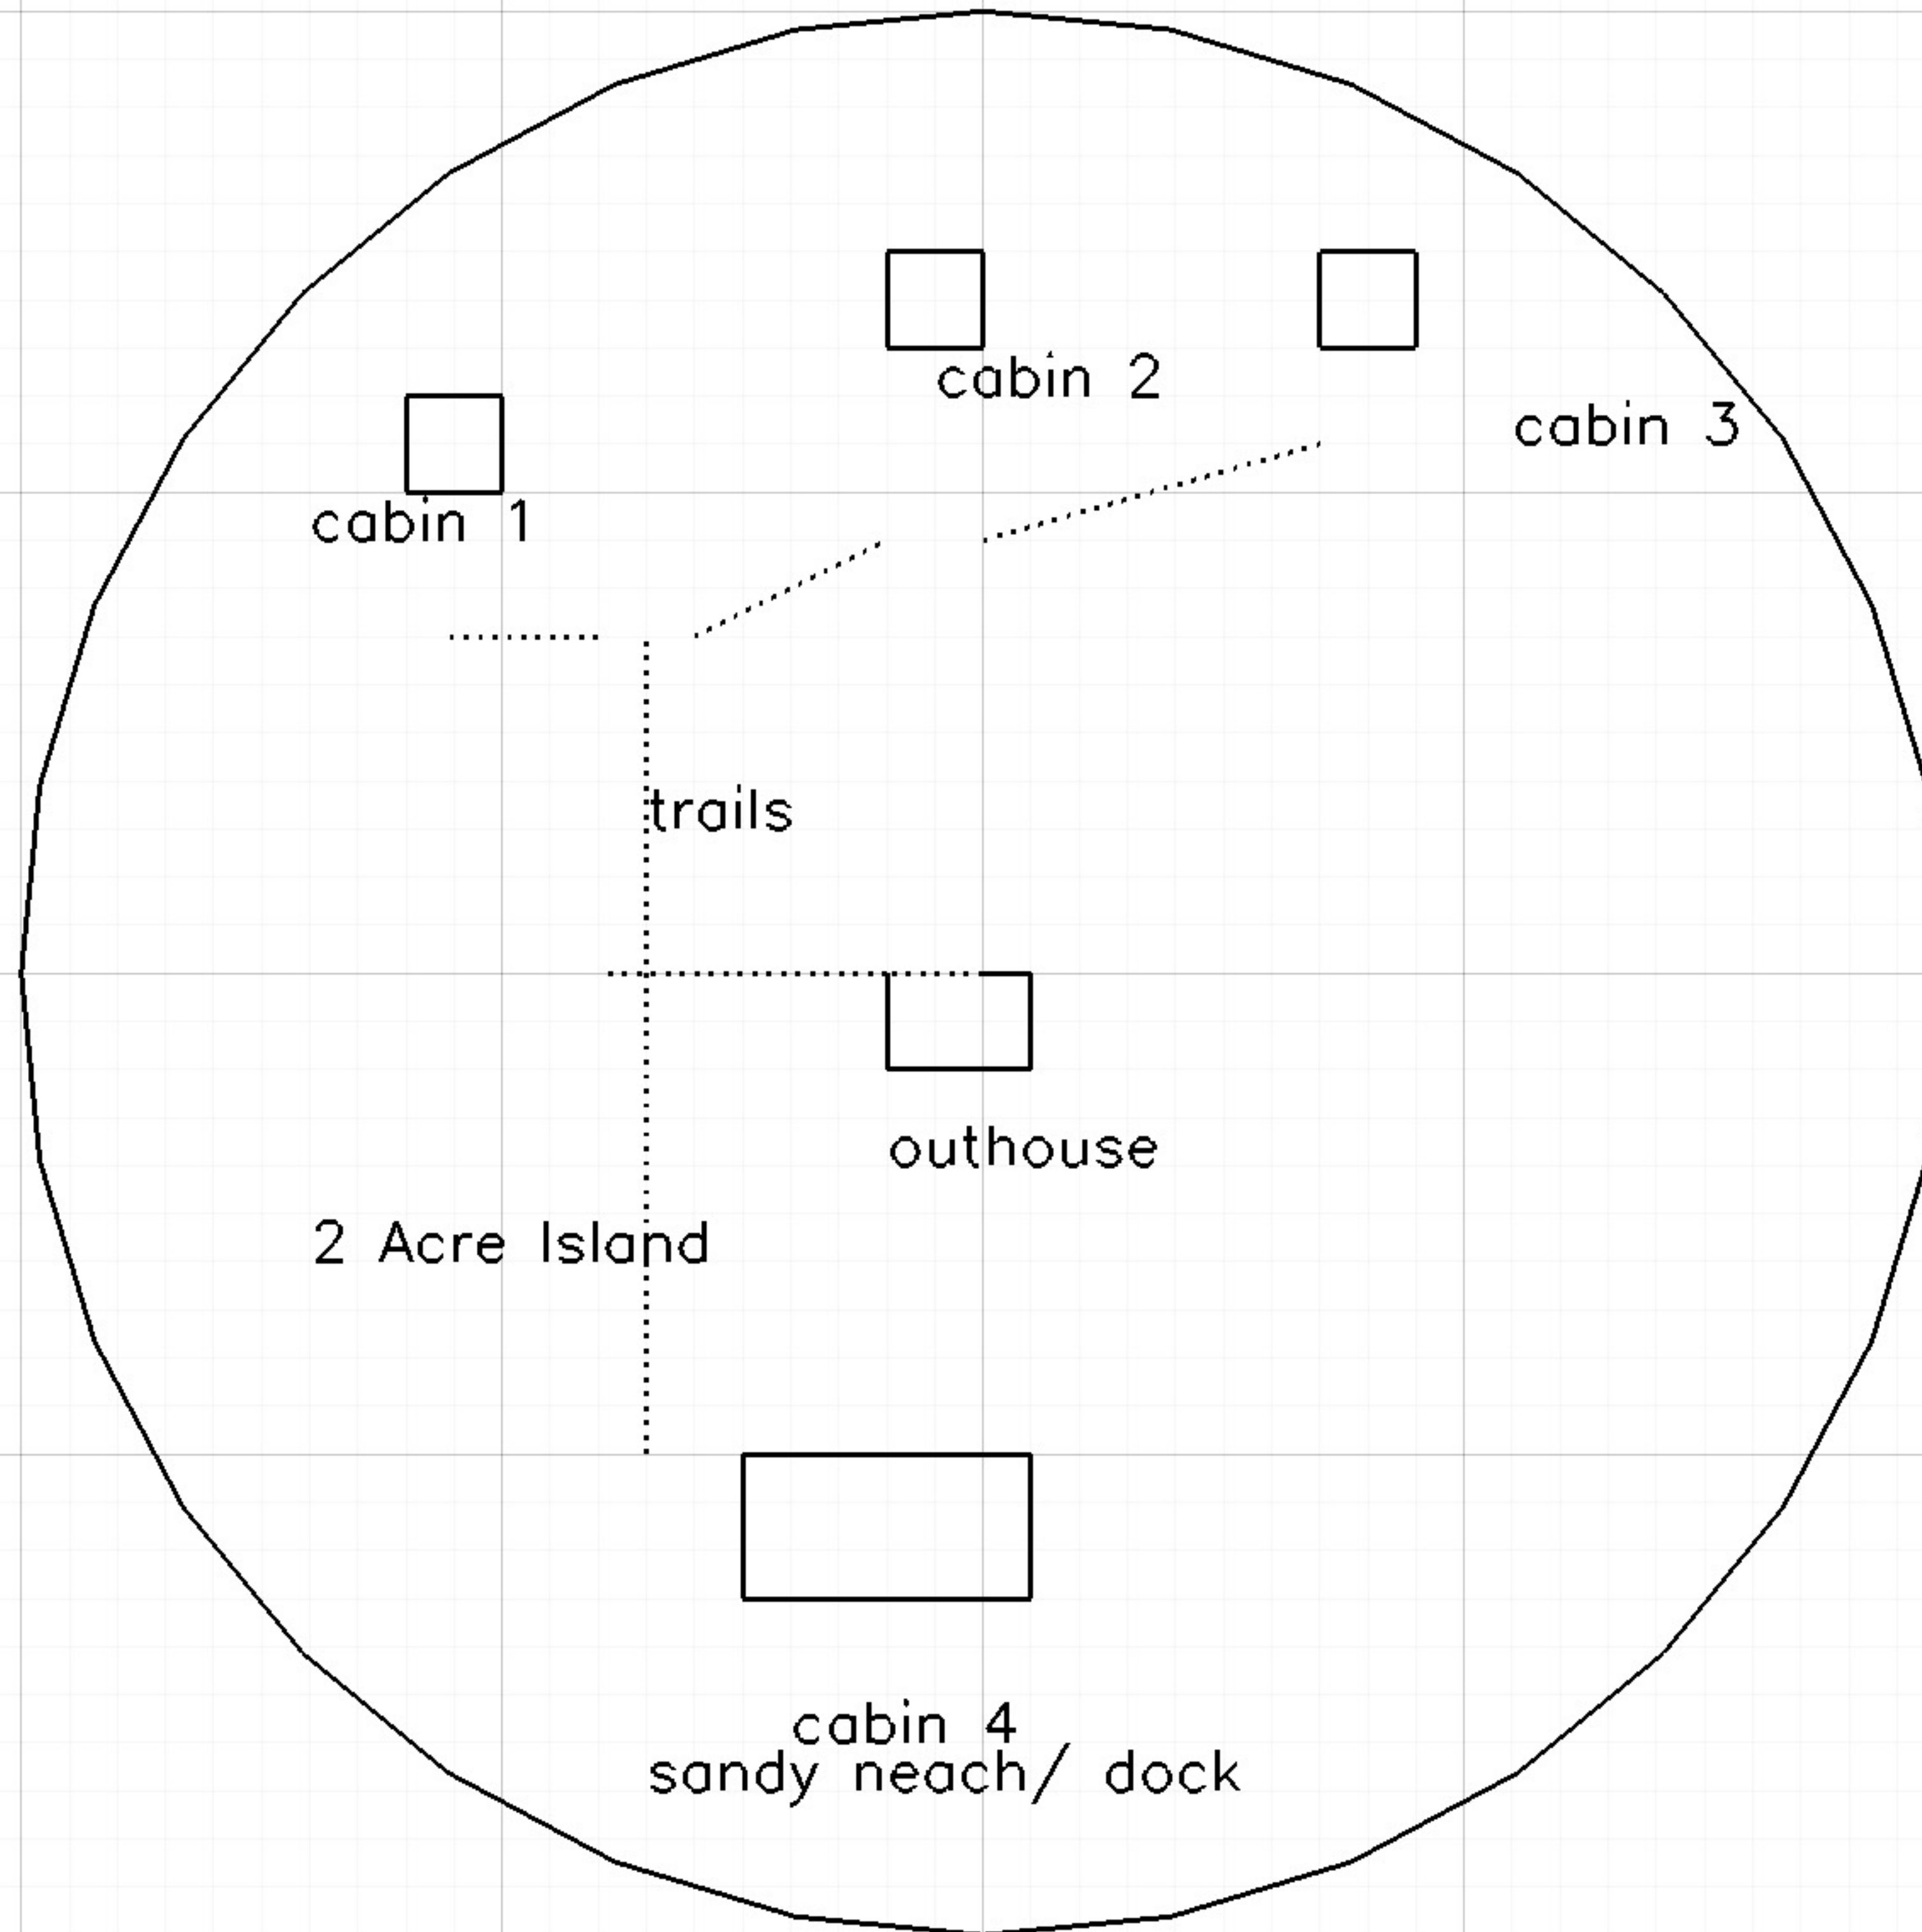 cabin 2
cabin 3
cabin 1
trails
outhouse
2 Acre Island
cabin 4
sandy neach/ dock